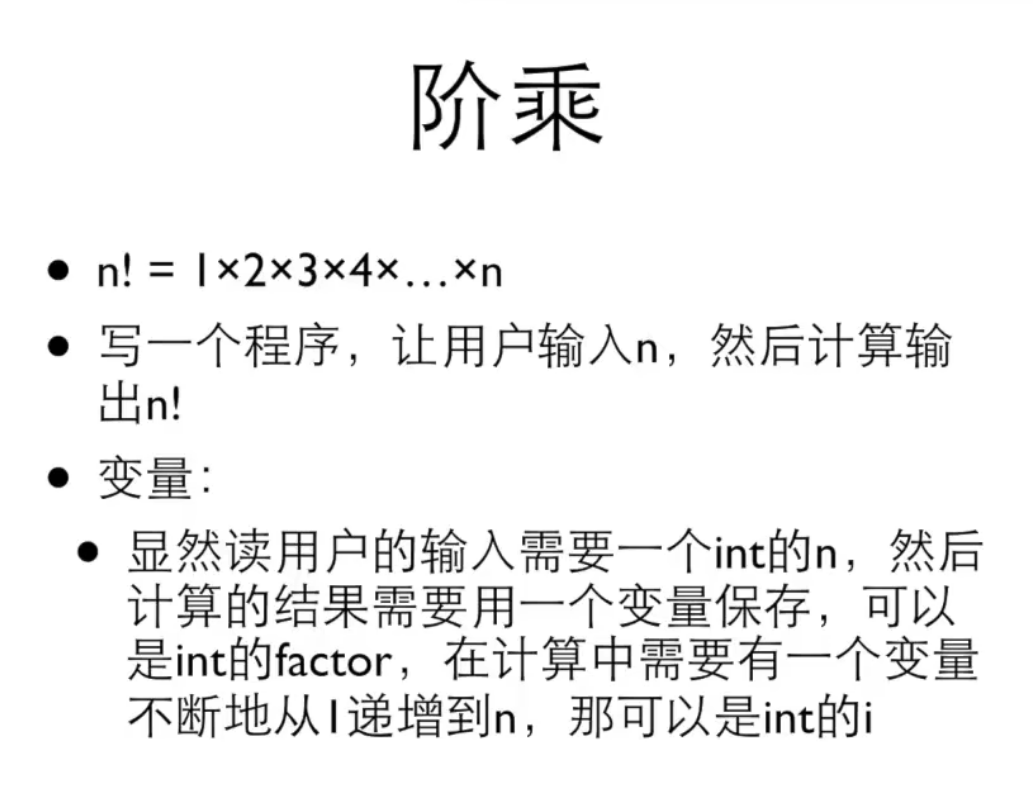 阶乘
• n! = 1×2×3×4×…×n
• 写一个程序，让用户输入n，然后计算输
出n!
• 变量：
• 显然读用户的输入需要一个int的n，然后
计算的结果需要用一个变量保存，可以
是int的factor，在计算中需要有一个变量
不断地从1递增到n，那可以是int的i